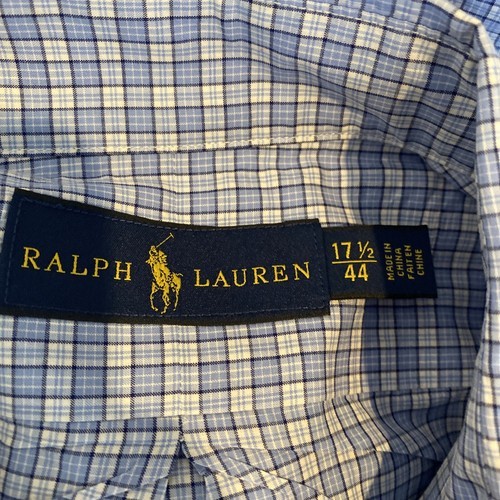 RALPH LAUREN
17 ½
44
MADE IN
CHINA
FAIT EN
CHINE